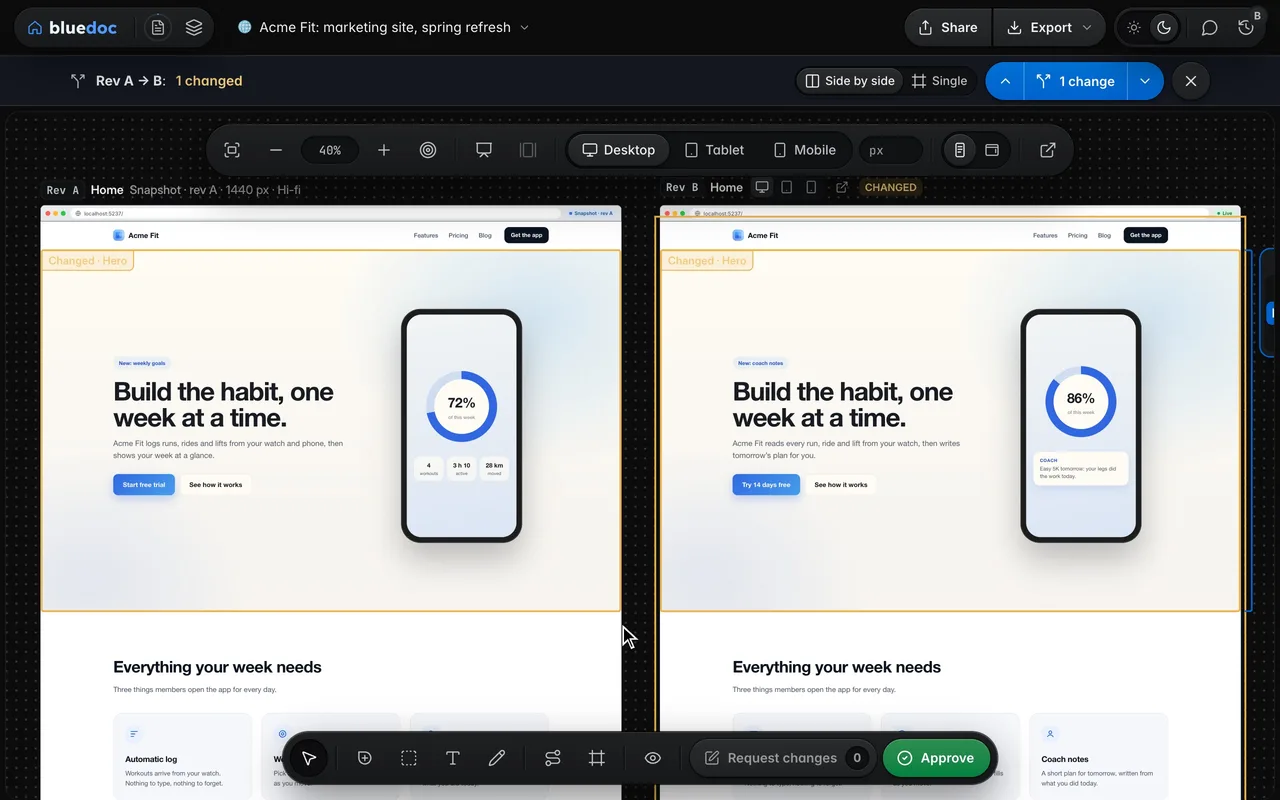 bluedoc
Acme Fit: marketing site, spring refresh
Share
Export
B
Rev A → B: 1 changed
Side by side
Single
1 change
40%
Desktop
Tablet
Mobile
px
Rev A Home Snapshot · rev A · 1440 px · Hi-fi
Rev B Home
CHANGED
localhost:5237/
Snapshot · rev A
Acme Fit
Features
Pricing
Blog
Get the app
Changed · Hero
New: weekly goals
Build the habit, one
week at a time.
Acme Fit logs runs, rides and lifts from your watch and phone, then
shows your week at a glance.
Start free trial
See how it works
72%
of this week
4
workouts
3 h 10
active
28 km
moved
Everything your week needs
Three things members open the app for every day.
Automatic log
Workouts arrive from your watch.
Nothing to type, nothing to forget.
localhost:5237/
Live
Acme Fit
Features
Pricing
Blog
Get the app
Changed · Hero
New: coach notes
Build the habit, one
week at a time.
Acme Fit reads every run, ride and lift from your watch, then writes
tomorrow's plan for you.
Try 14 days free
See how it works
86%
of this week
COACH
Easy 5K tomorrow: your legs did
the work today.
Everything your week needs
Three things members open the app for every day.
Coach notes
A short plan for tomorrow, written from
what you did today.
Request changes 0
Approve